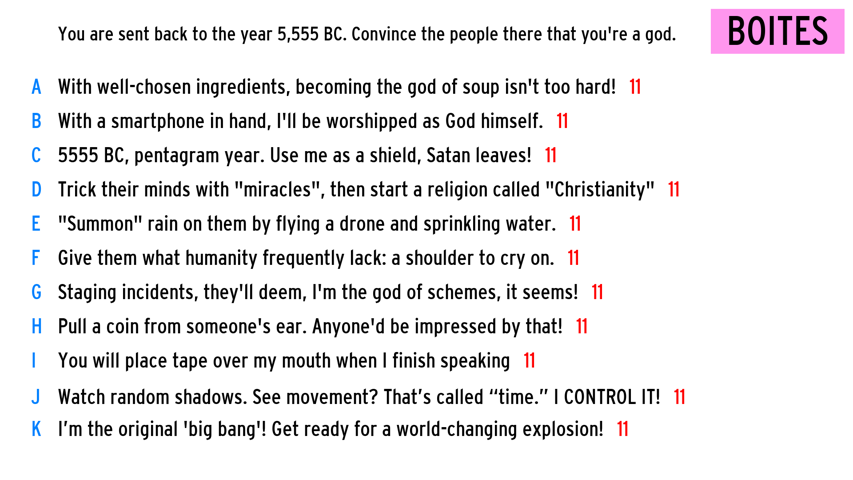 You are sent back to the year 5,555 BC. Convince the people there that you're a god.
BOITES
A With well-chosen ingredients, becoming the god of soup isn't too hard! 11
B With a smartphone in hand, I'll be worshipped as God himself. 11
C 5555 BC, pentagram year. Use me as a shield, Satan leaves! 11
D Trick their minds with "miracles", then start a religion called "Christianity" 11
E "Summon" rain on them by flying a drone and sprinkling water. 11
F Give them what humanity frequently lack: a shoulder to cry on. 11
G Staging incidents, they'll deem, I'm the god of schemes, it seems! 11
H Pull a coin from someone's ear. Anyone'd be impressed by that! 11
I You will place tape over my mouth when I finish speaking 11
J Watch random shadows. See movement? That’s called “time.” I CONTROL IT! 11
K I’m the original 'big bang'! Get ready for a world-changing explosion! 11